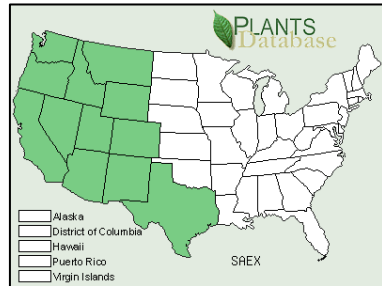 PLANTS
Database
Alaska
District of Columbia
Hawaii
Puerto Rico
Virgin Islands
SAEX